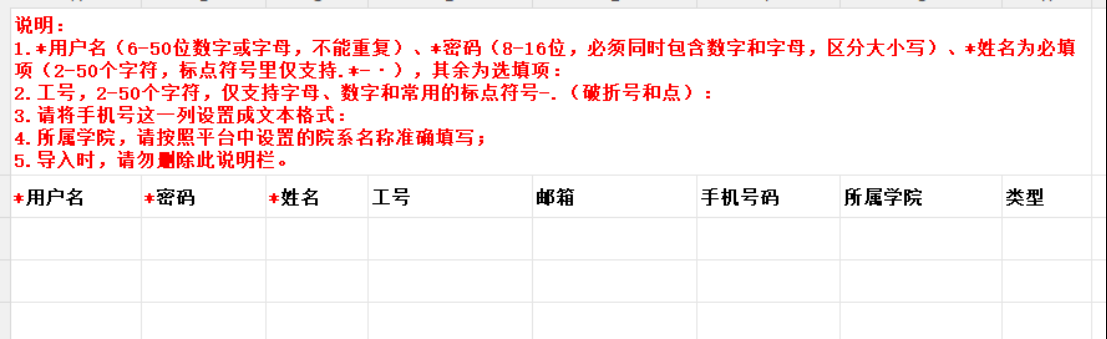 说明：
1.*用户名（6-50位数字或字母，不能重复）、*密码（8-16位，必须同时包含数字和字母，区分大小写）、*姓名为必填
项（2-50个字符，标点符号里仅支持.*-·），其余为选填项：
2.工号，2-50个字符，仅支持字母、数字和常用的标点符号-.（破折号和点）：
3.请将手机号这一列设置成文本格式：
4.所属学院，请按照平台中设置的院系名称准确填写；
5.导入时，请勿删除此说明栏。
*用户名 *密码 *姓名 工号 邮箱 手机号码 所属学院 类型